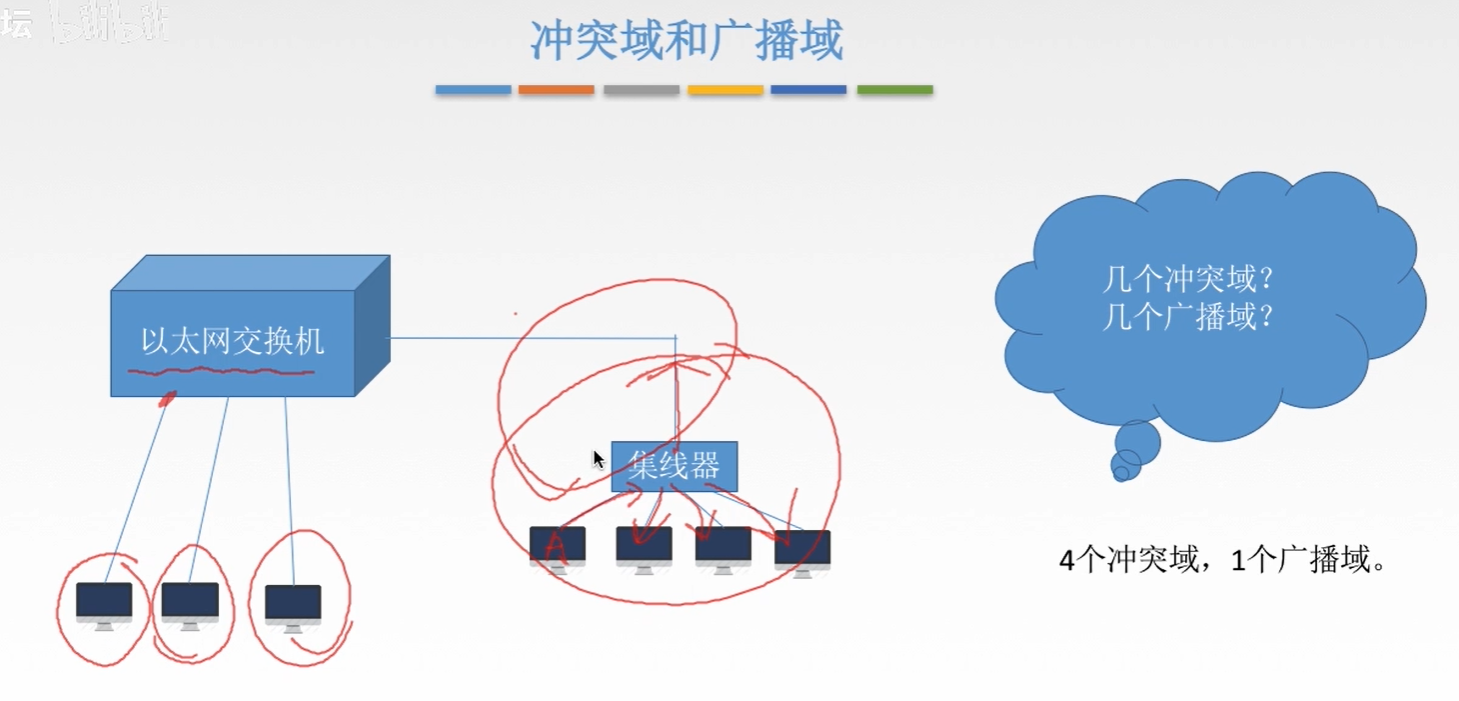 坛 bilibili
冲突域和广播域
以太网交换机
集线器
A
几个冲突域?
几个广播域?
4个冲突域，1个广播域。